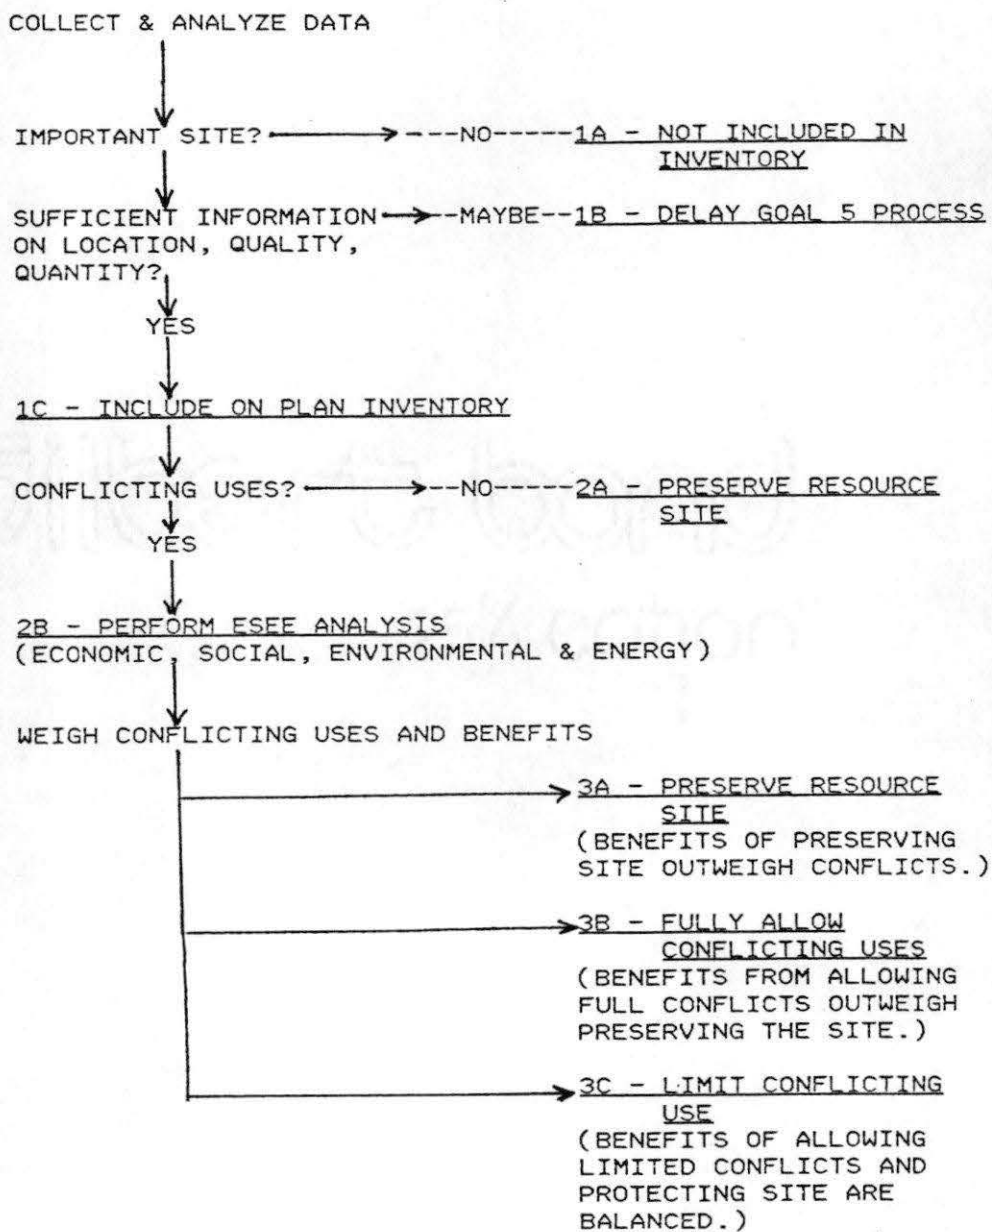 COLLECT & ANALYZE DATA
IMPORTANT SITE? ---NO-----1A - NOT INCLUDED IN
INVENTORY
SUFFICIENT INFORMATION --MAYBE--1B - DELAY GOAL 5 PROCESS
ON LOCATION, QUALITY,
QUANTITY?
YES
1C - INCLUDE ON PLAN INVENTORY
CONFLICTING USES? ---NO-----2A - PRESERVE RESOURCE
SITE
YES
2B - PERFORM ESEE ANALYSIS
(ECONOMIC, SOCIAL, ENVIRONMENTAL & ENERGY)
WEIGH CONFLICTING USES AND BENEFITS
3A - PRESERVE RESOURCE
SITE
(BENEFITS OF PRESERVING
SITE OUTWEIGH CONFLICTS.)
3B - FULLY ALLOW
CONFLICTING USES
(BENEFITS FROM ALLOWING
FULL CONFLICTS OUTWEIGH
PRESERVING THE SITE.)
3C - LIMIT CONFLICTING
USE
(BENEFITS OF ALLOWING
LIMITED CONFLICTS AND
PROTECTING SITE ARE
BALANCED.)